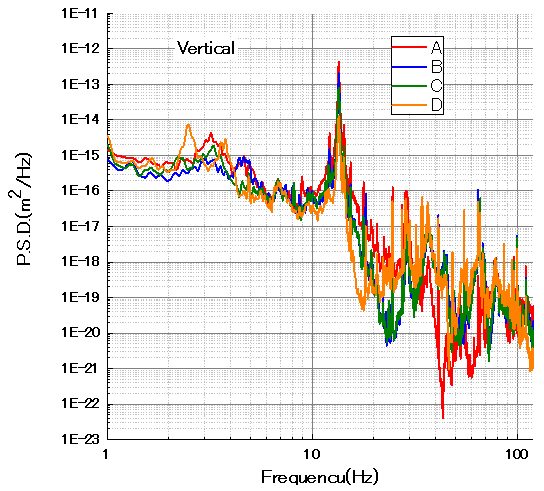 1E-11
1E-12
1E-13
1E-14
1E-15
1E-16
1E-17
1E-18
1E-19
1E-20
1E-21
1E-22
1E-23
P.S.D.(m²/Hz)
Vertical
A
B
C
D
1 10 100
Frequencu(Hz)